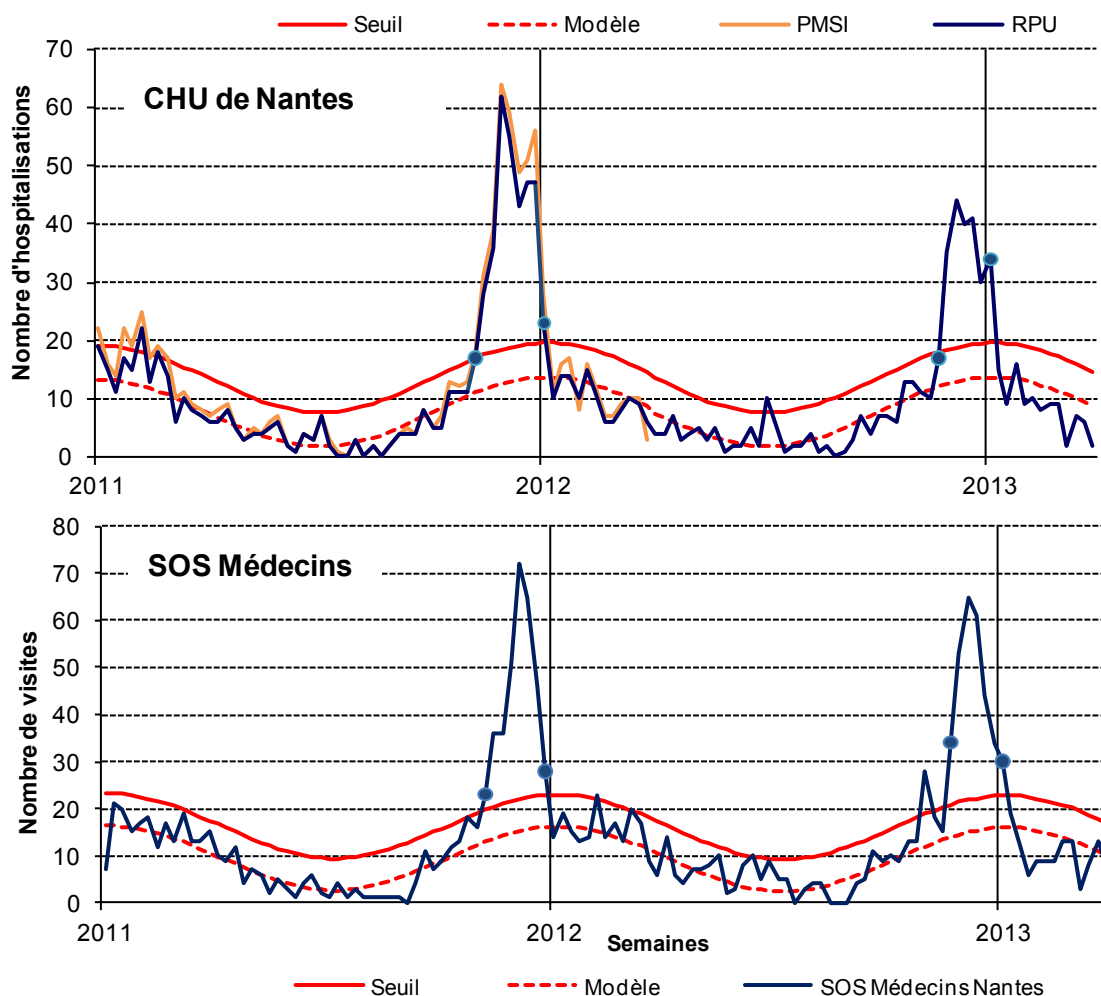 Seuil Modèle PMSI RPU
70
60
50
40
30
20
10
0
CHU de Nantes
Nombre d'hospitalisations
2011 2012 2013
80
70
60
50
40
30
20
10
0
SOS Médecins
Nombre de visites
2011 2012 2013
Semaines
Seuil Modèle SOS Médecins Nantes